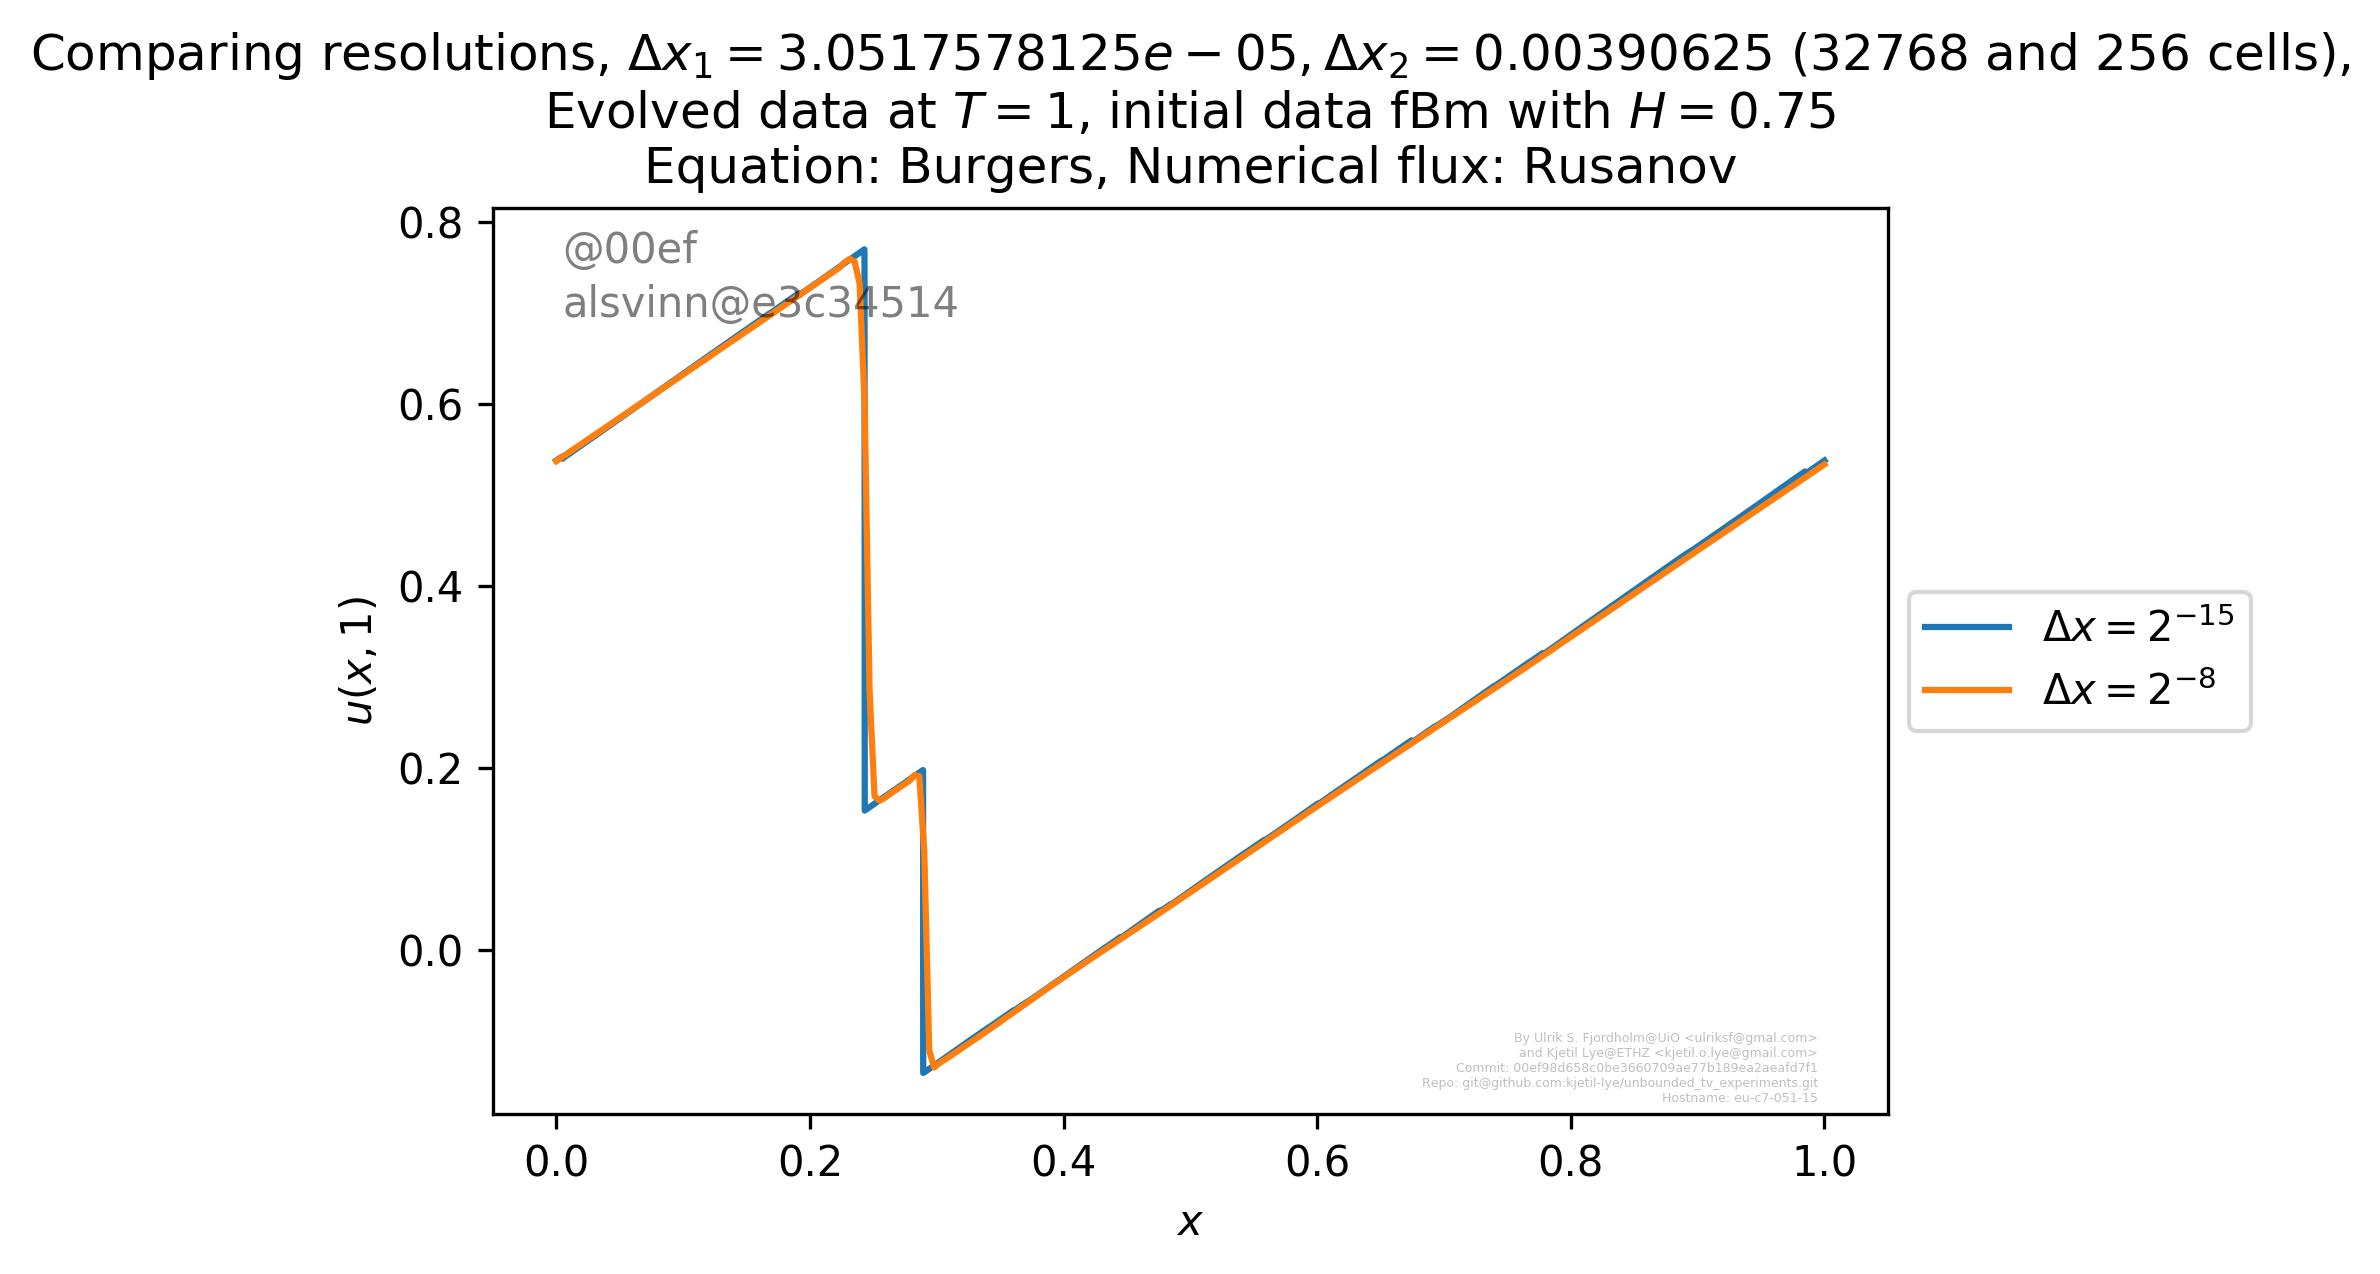 Comparing resolutions, Δx₁ = 3.0517578125e − 05, Δx₂ = 0.00390625 (32768 and 256 cells),
Evolved data at T = 1, initial data fBm with H = 0.75
Equation: Burgers, Numerical flux: Rusanov
@00ef
alsvinn@e3c34514
0.8
0.6
0.4
0.2
0.0
u(x, 1)
Δx = 2⁻¹⁵
Δx = 2⁻⁸
By Ulrik S. Fjordholm@UiO <ulriksf@gmal.com>
and Kjetil Lye@ETHZ <kjetil.o.lye@gmail.com>
Commit: 00ef98d658c0be3660709ae77b189ea2aeafd7f1
Repo: git@github.com:kjetil-lye/unbounded_tv_experiments.git
Hostname: eu-c7-051-15
0.0 0.2 0.4 0.6 0.8 1.0
x